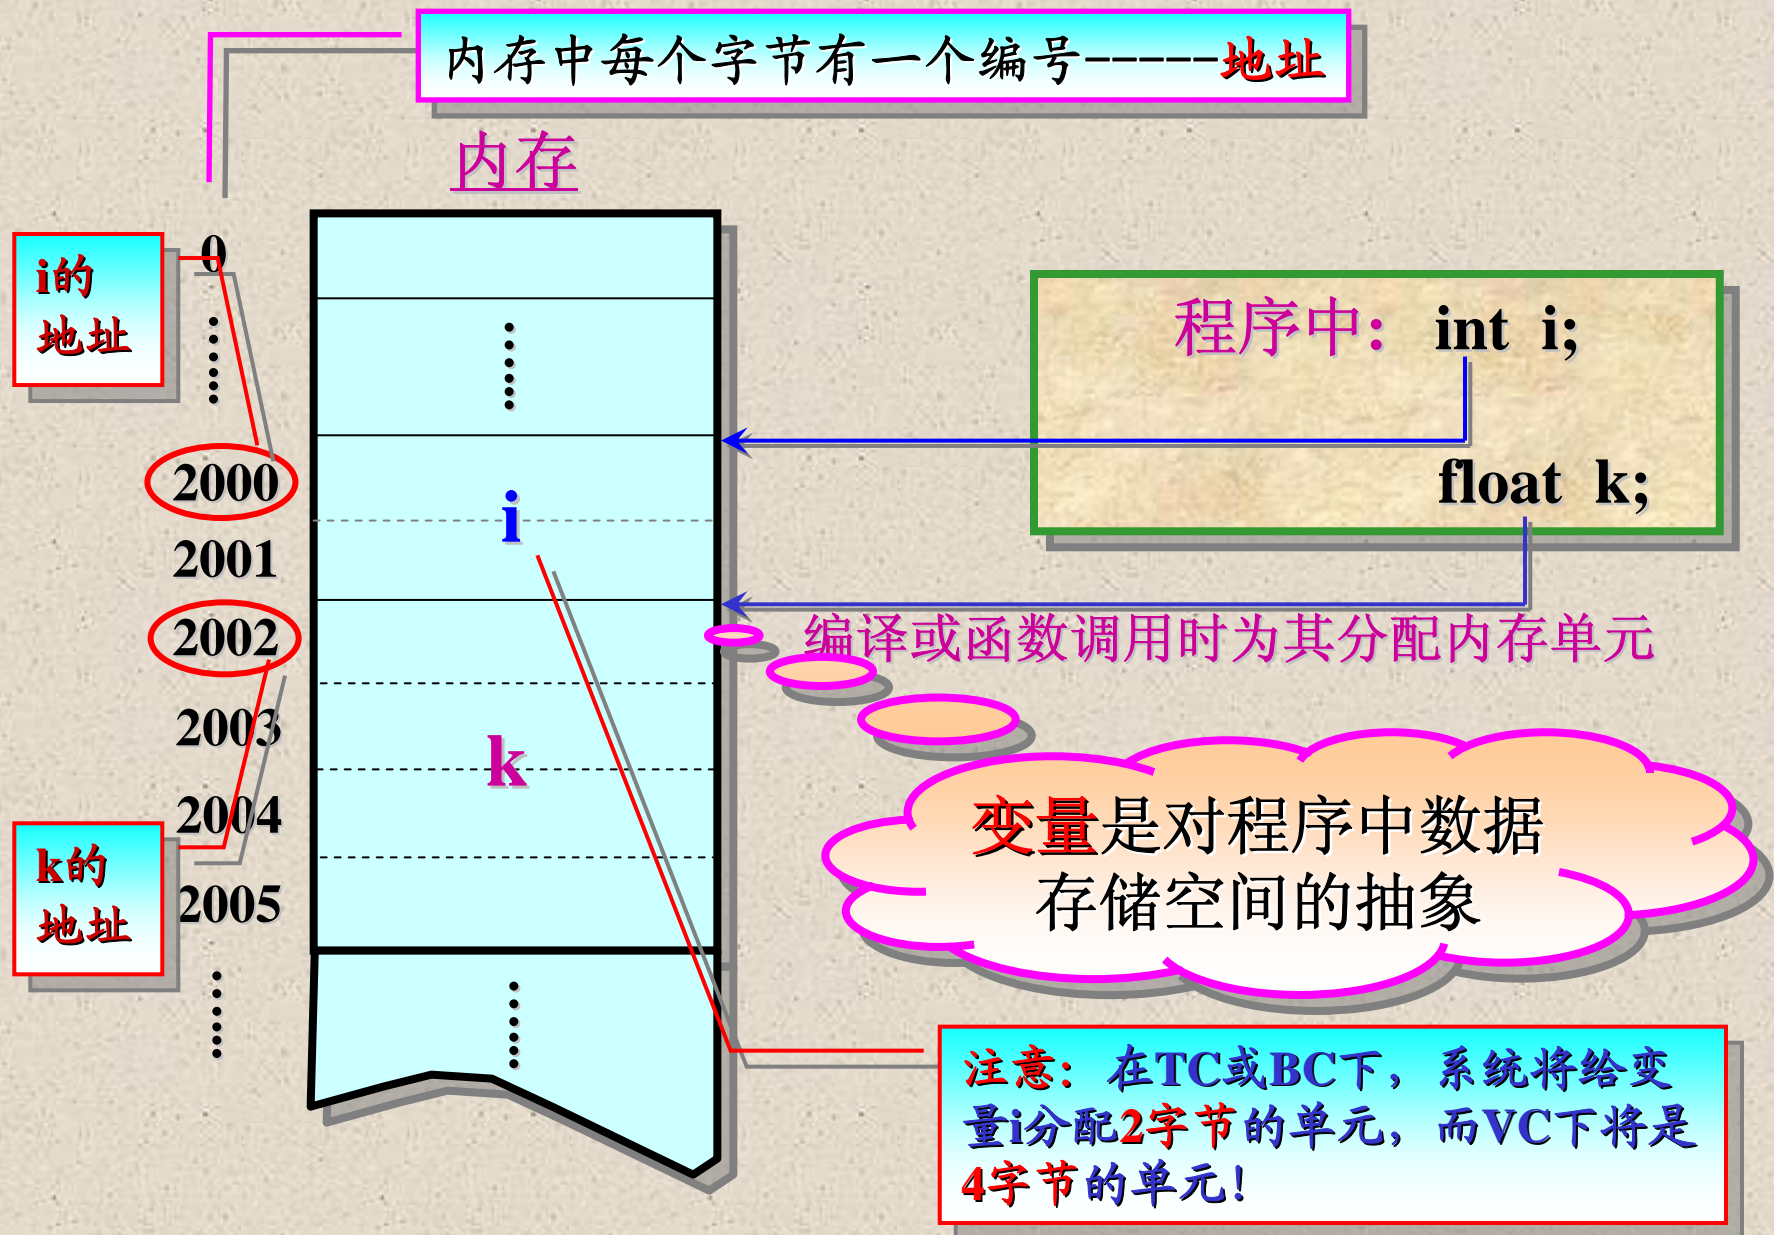 内存中每个字节有一个编号-----地址
内存
i的
地址
0
……
2000
2001
2002
2003
2004
2005
……
k的
地址
……
i
k
……
程序中: int i;
float k;
编译或函数调用时为其分配内存单元
变量是对程序中数据
存储空间的抽象
注意：在TC或BC下，系统将给变
量i分配2字节的单元，而VC下将是
4字节的单元！